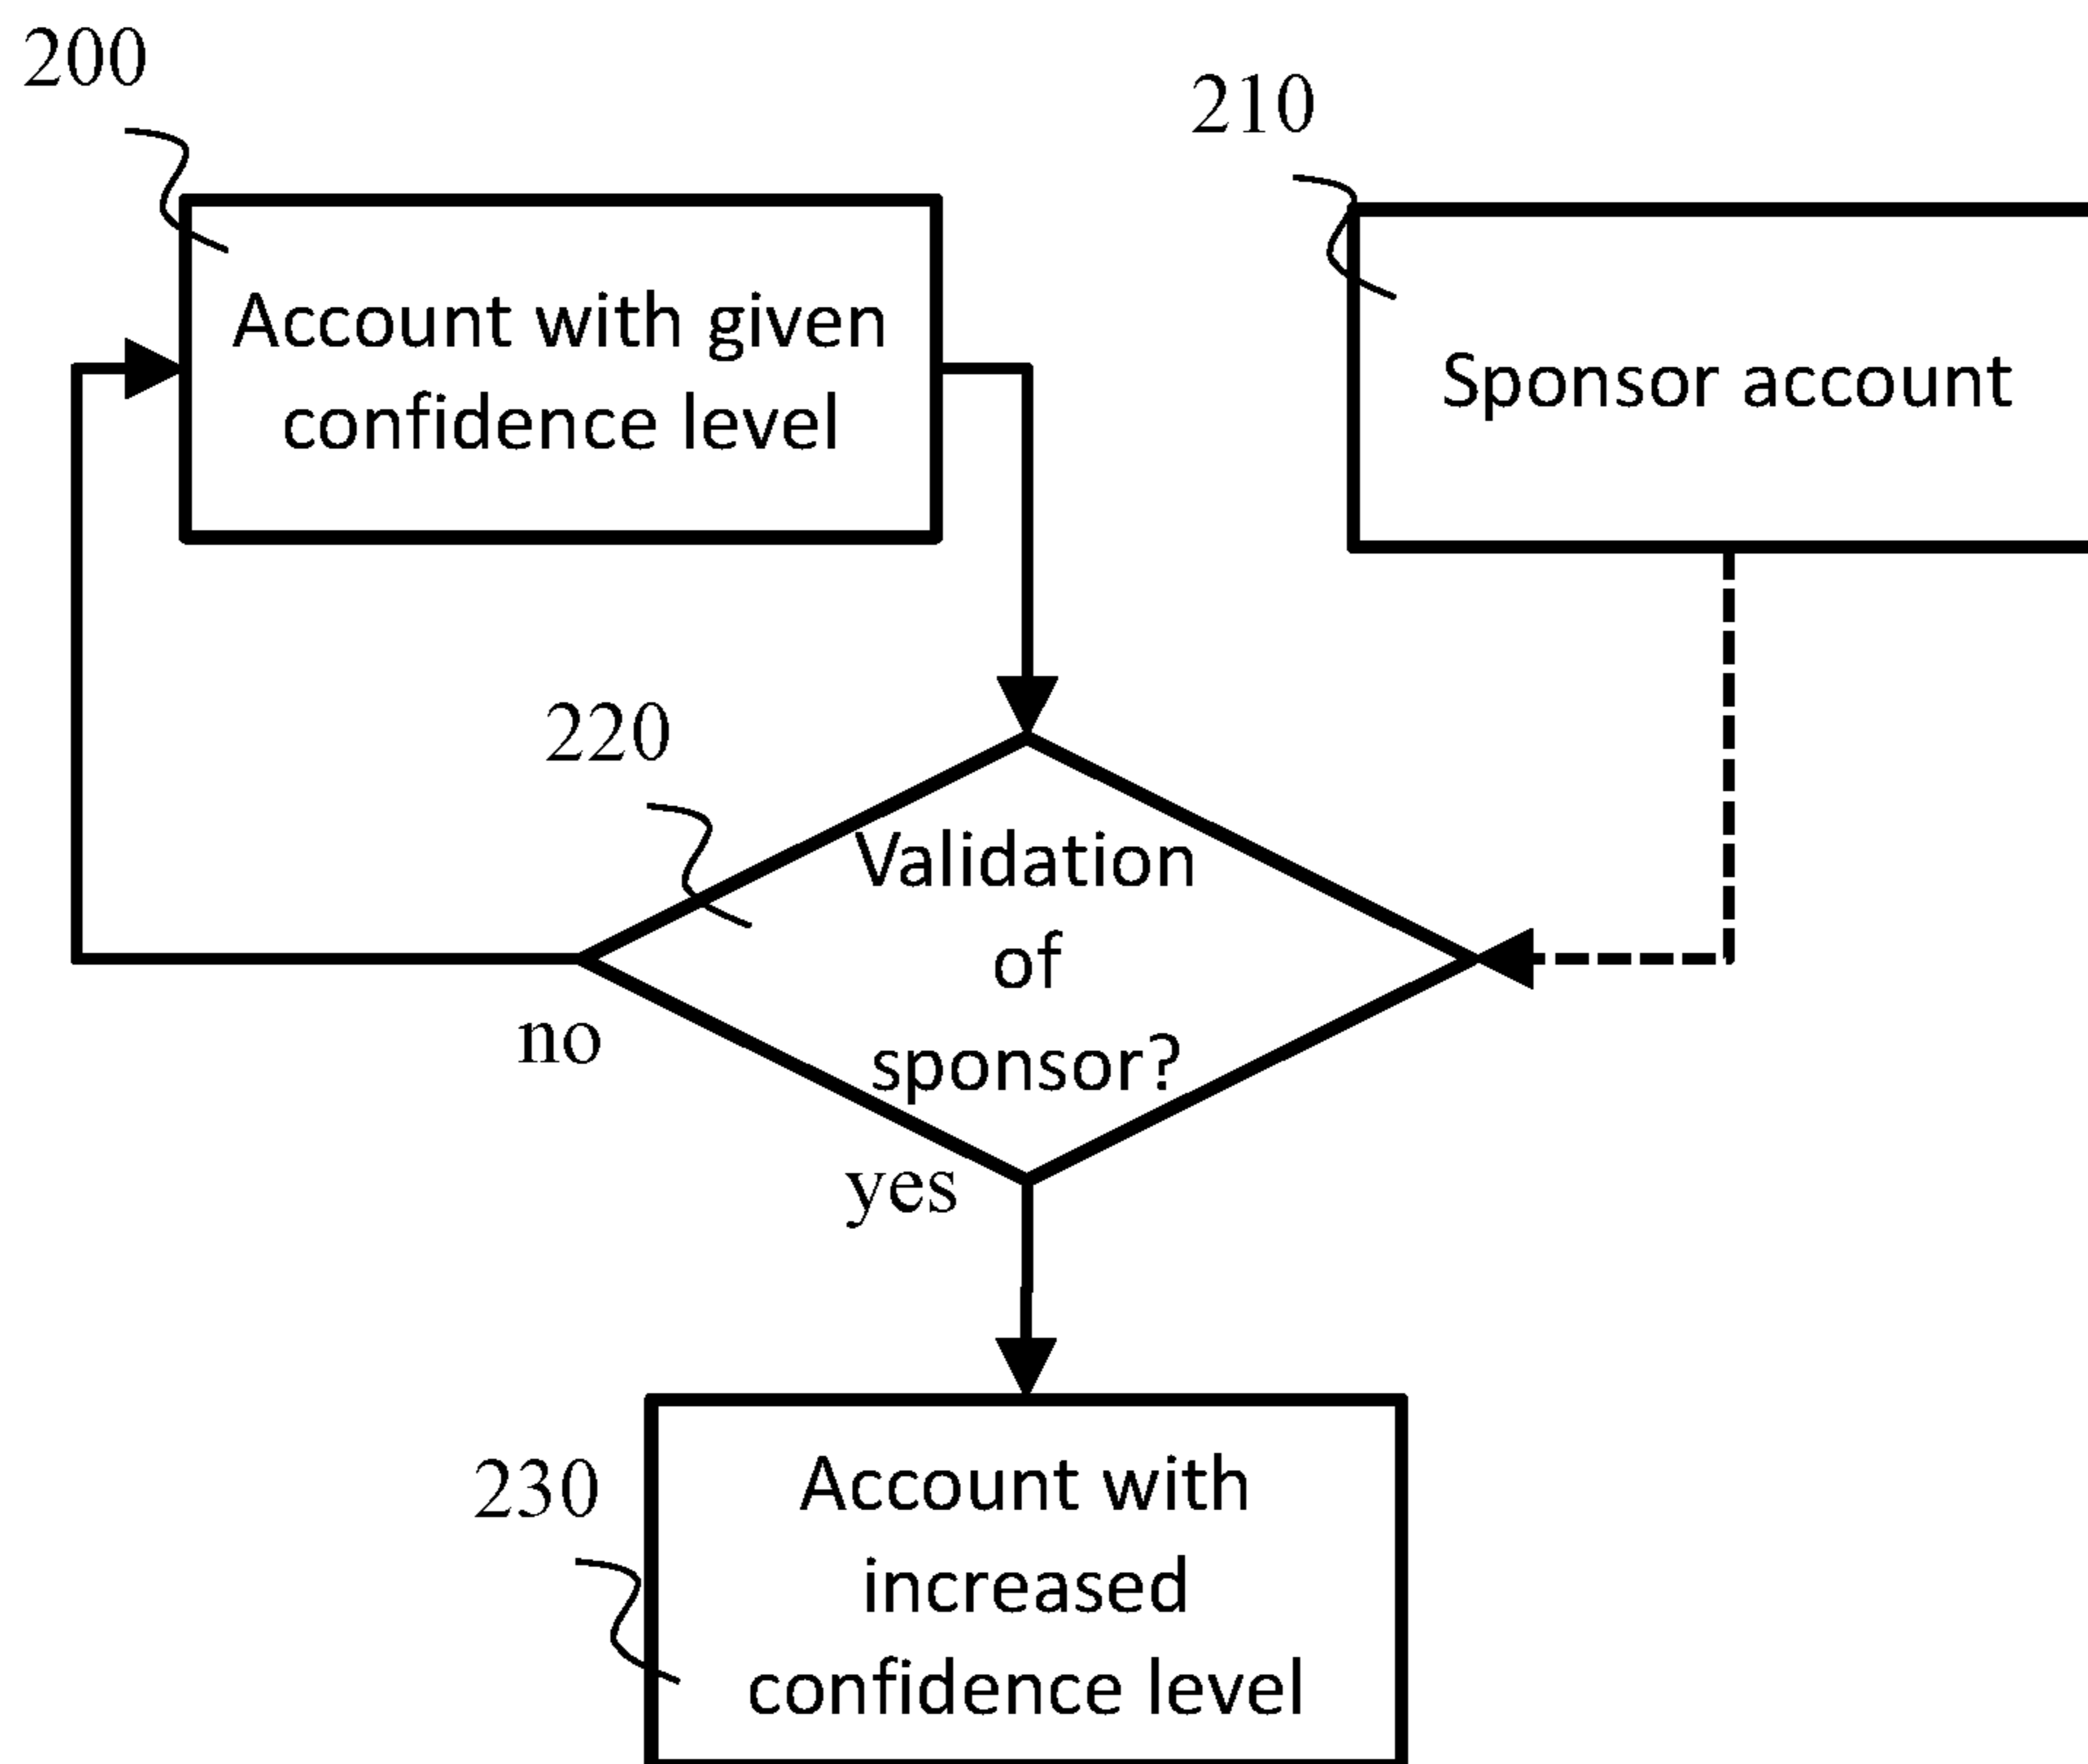 200
Account with given
confidence level
210
Sponsor account
220
Validation
of
sponsor?
no
yes
230
Account with
increased
confidence level